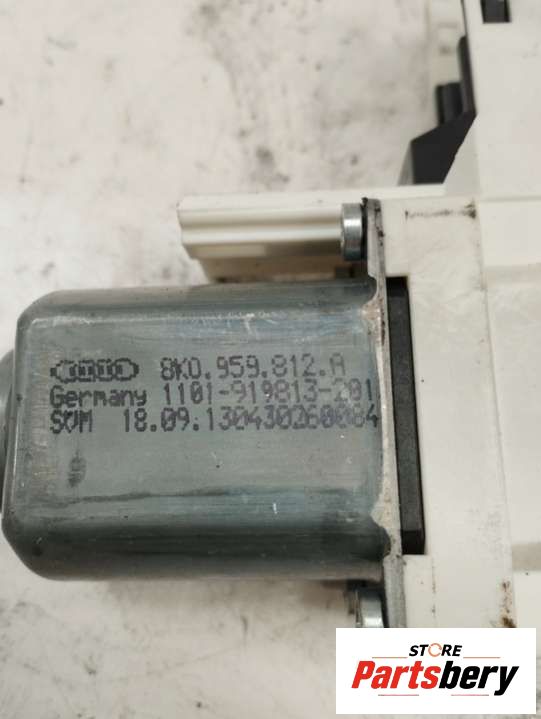 8K0.959.812.A
Germany 1101-919813-201
SWM 18.09.130430260084
STORE
Partsbery